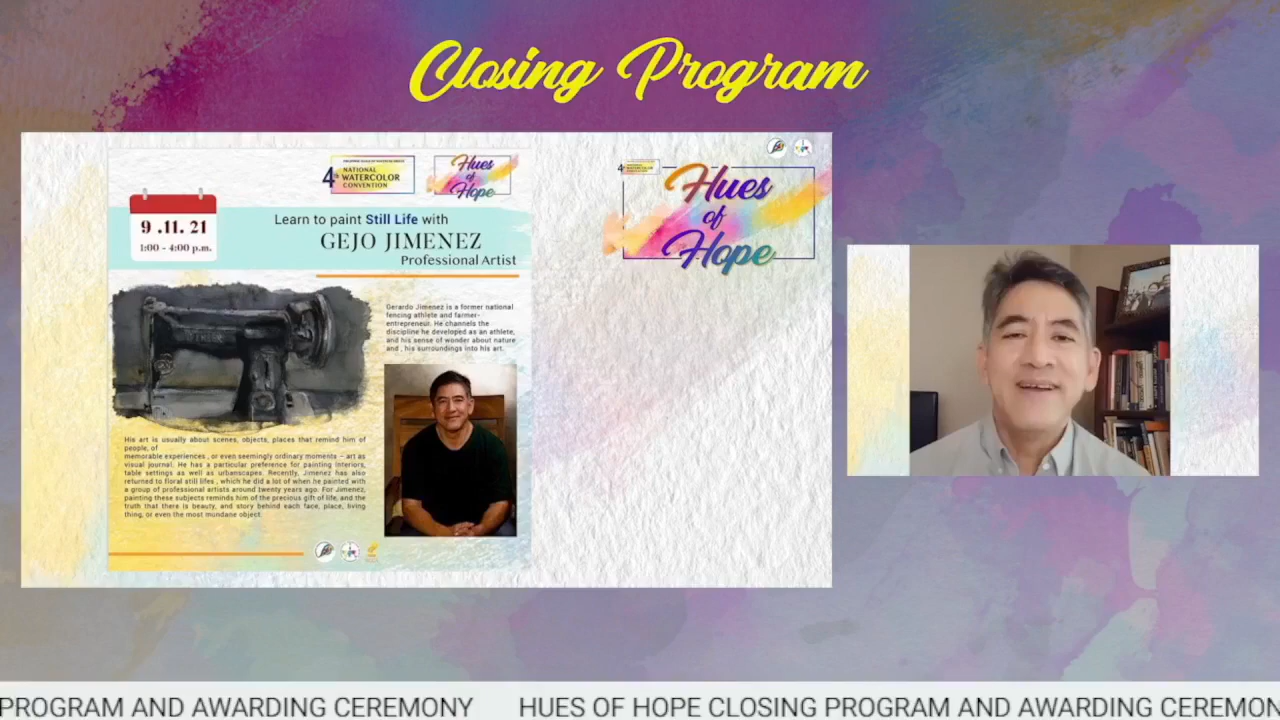 Closing Program
4th NATIONAL
WATERCOLOR
CONVENTION
Hues
of
Hope
9 .11. 21
1:00 - 4:00 p.m.
Learn to paint Still Life with
GEJO JIMENEZ
Professional Artist
Gerardo Jimenez is a former national
fencing athlete and farmer-
entrepreneur. He channels the
discipline he developed as an athlete,
and his sense of wonder about nature
and , his surroundings into his art.
His art is usually about scenes, objects, places that remind him of
people, of
memorable experiences , or even seemingly ordinary moments – art as
visual journal. He has a particular preference for painting interiors,
table settings as well as urbanscapes. Recently, Jimenez has also
returned to floral still lifes , which he did a lot of when he painted with
a group of professional artists around twenty years ago. For Jimenez,
painting these subjects reminds him of the precious gift of life, and the
truth that there is beauty, and story behind each face, place, living
thing, or even the most mundane object.
Hues
of
Hope
PROGRAM AND AWARDING CEREMONY HUES OF HOPE CLOSING PROGRAM AND AWARDING CEREMON